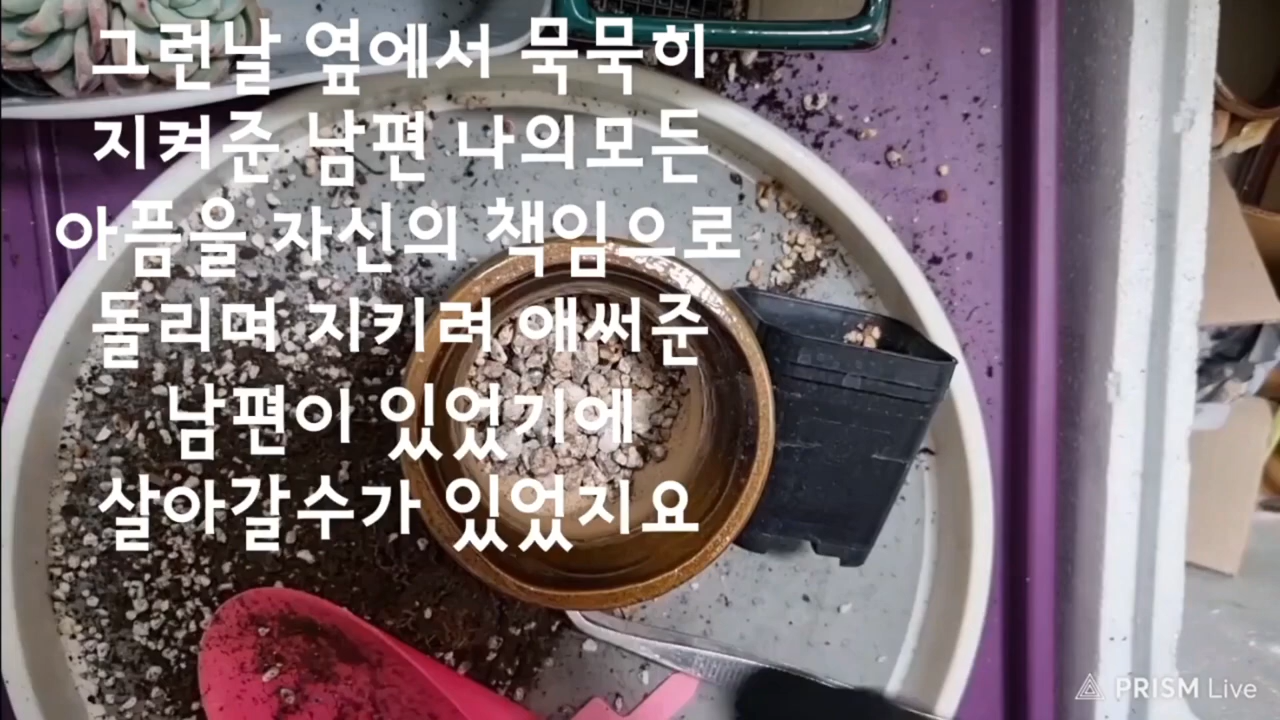 그런날 옆에서 묵묵히
지켜준 남편 나의모든
아픔을 자신의 책임으로
돌리며 지키려 애써준
남편이 있었기에
살아갈수가 있었지요
PRISM Live